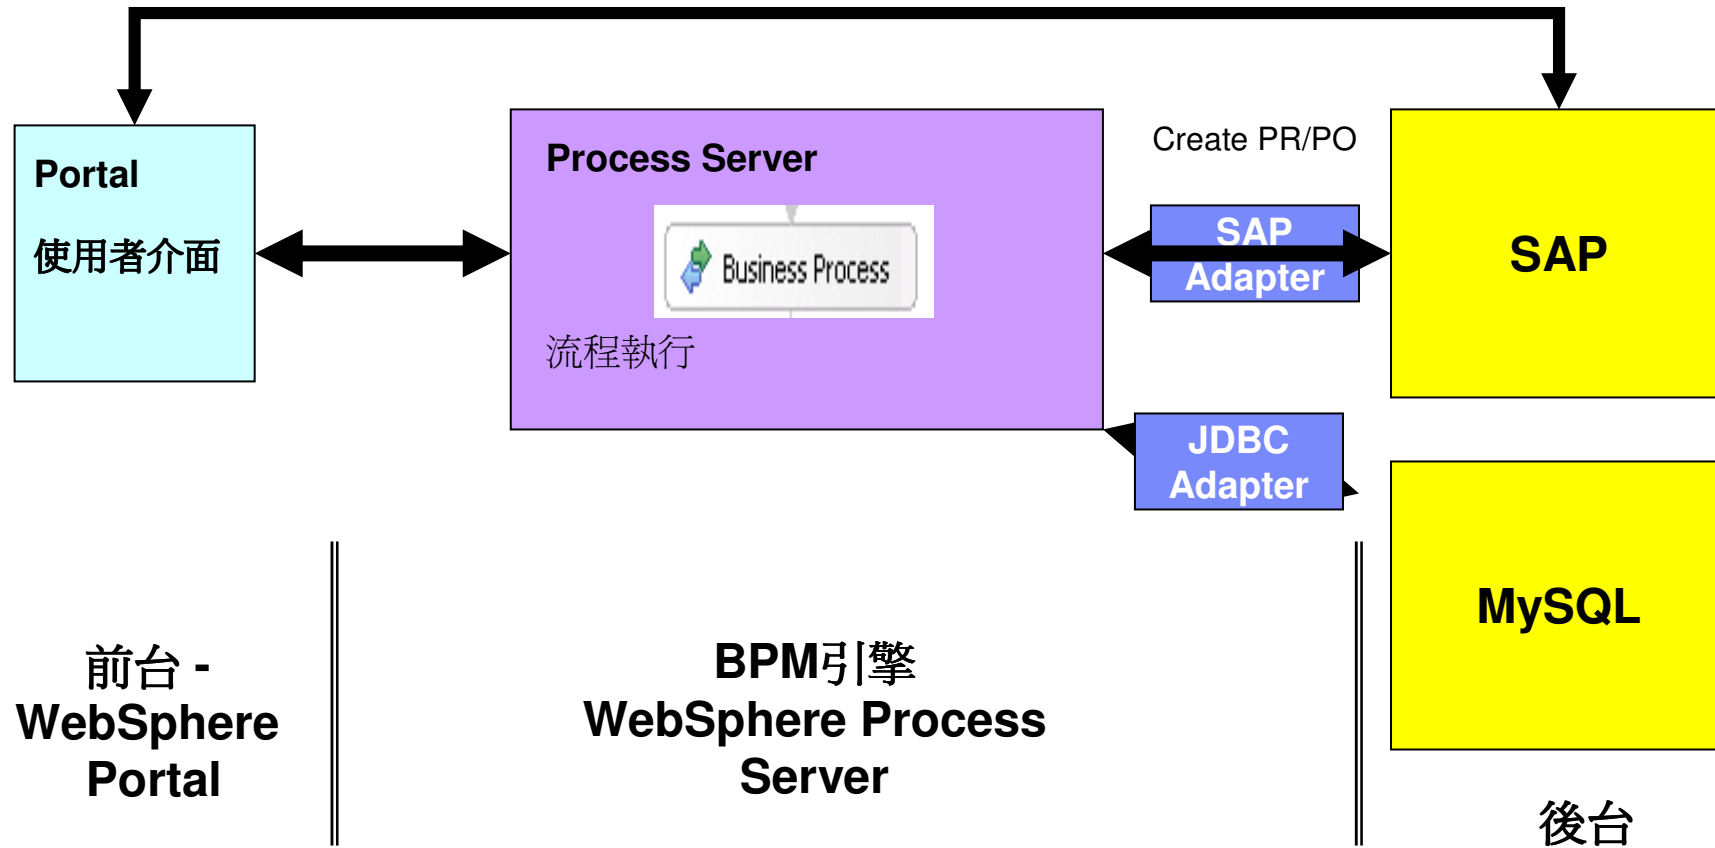 Portal
使用者介面
Process Server
Business Process
流程執行
Create PR/PO
SAP
Adapter
SAP
JDBC
Adapter
MySQL
前台 -
WebSphere
Portal
BPM引擎
WebSphere Process
Server
後台